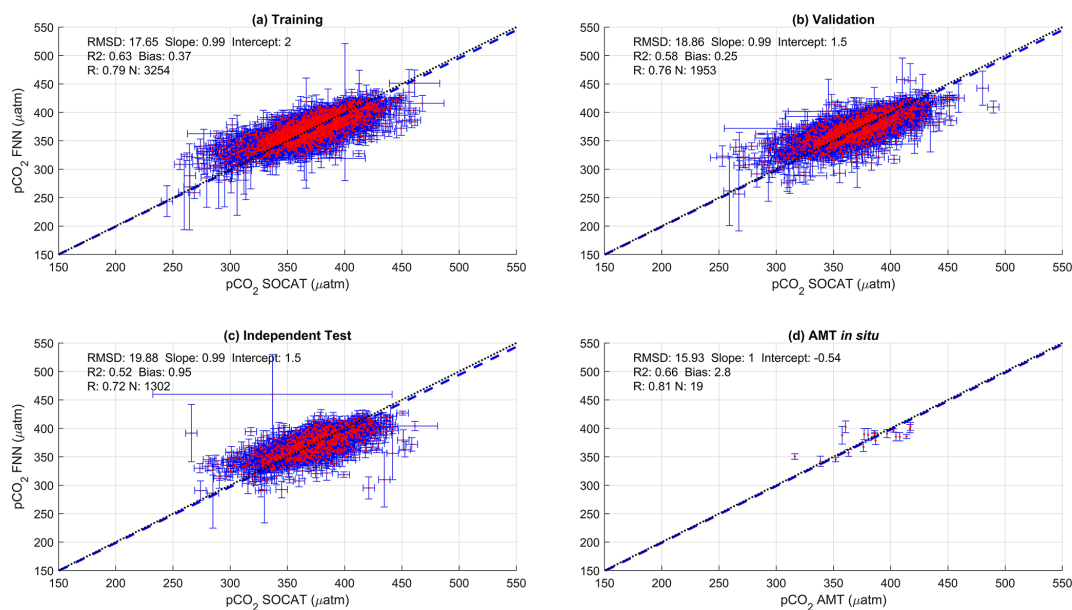 (a) Training
RMSD: 17.65 Slope: 0.99 Intercept: 2
R2: 0.63 Bias: 0.37
R: 0.79 N: 3254
550
500
450
400
350
300
250
200
150
pCO2 FNN (μatm)
150 200 250 300 350 400 450 500 550
pCO2 SOCAT (μatm)
(b) Validation
RMSD: 18.86 Slope: 0.99 Intercept: 1.5
R2: 0.58 Bias: 0.25
R: 0.76 N: 1953
550
500
450
400
350
300
250
200
150
150 200 250 300 350 400 450 500 550
pCO2 SOCAT (μatm)
(c) Independent Test
RMSD: 19.88 Slope: 0.99 Intercept: 1.5
R2: 0.52 Bias: 0.95
R: 0.72 N: 1302
550
500
450
400
350
300
250
200
150
pCO2 FNN (μatm)
150 200 250 300 350 400 450 500 550
pCO2 SOCAT (μatm)
(d) AMT in situ
RMSD: 15.93 Slope: 1 Intercept: -0.54
R2: 0.66 Bias: 2.8
R: 0.81 N: 19
550
500
450
400
350
300
250
200
150
150 200 250 300 350 400 450 500 550
pCO2 AMT (μatm)